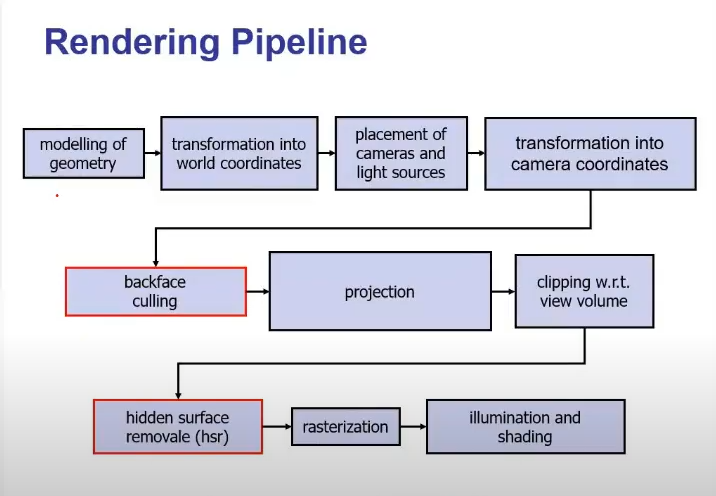 Rendering Pipeline
modelling of
geometry
transformation into
world coordinates
placement of
cameras and
light sources
transformation into
camera coordinates
backface
culling
projection
clipping w.r.t.
view volume
hidden surface
removale (hsr)
rasterization
illumination and
shading